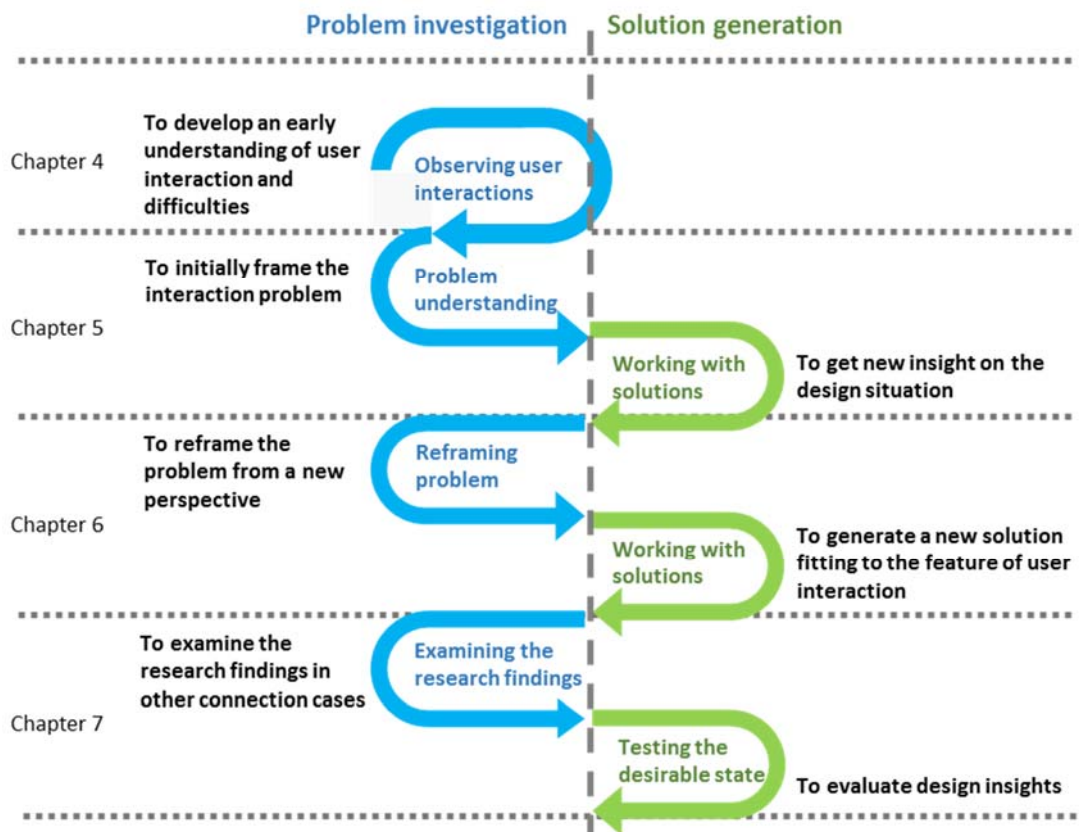 Problem investigation
Solution generation
Chapter 4
To develop an early
understanding of user
interaction and
difficulties
Observing user
interactions
Chapter 5
To initially frame the
interaction problem
Problem
understanding
Working with
solutions
To get new insight on the
design situation
Chapter 6
To reframe the
problem from a new
perspective
Reframing
problem
Working with
solutions
To generate a new solution
fitting to the feature of user
interaction
Chapter 7
To examine the
research findings in
other connection cases
Examining the
research findings
Testing the
desirable state
To evaluate design insights